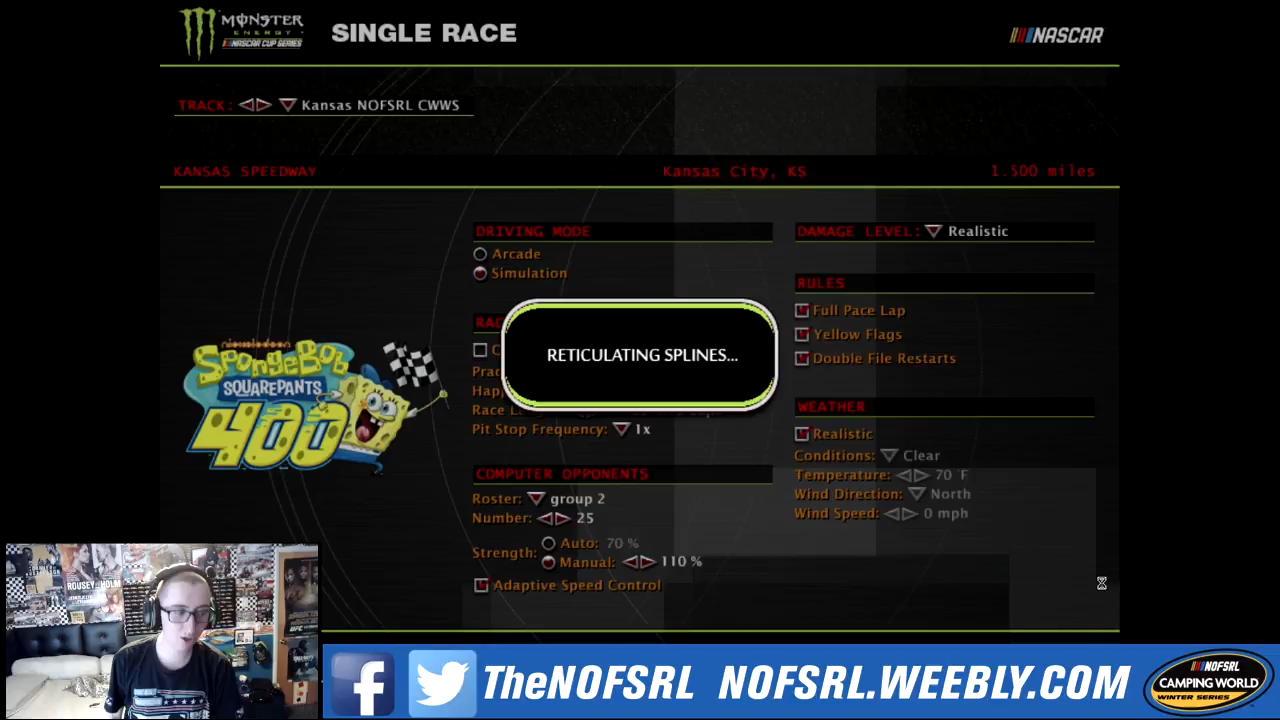 MONSTER
ENERGY
NASCAR CUP SERIES
SINGLE RACE
NASCAR
TRACK: Kansas NOFSRL CWWS
KANSAS SPEEDWAY Kansas City, KS 1.500 miles
DRIVING MODE
Arcade
Simulation
DAMAGE LEVEL: Realistic
RULES
Full Pace Lap
Yellow Flags
Double File Restarts
RETICULATING SPLINES...
Pit Stop Frequency: 1x
nickelodeon
SPONGEBOB
SQUAREPANTS
400
WEATHER
Realistic
Conditions: Clear
Temperature: 70 °F
Wind Direction: North
Wind Speed: 0 mph
COMPUTER OPPONENTS
Roster: group 2
Number: 25
Strength: Auto: 70 %
Manual: 110 %
Adaptive Speed Control
ROUSEY HOLM
TheNOFSRL NOFSRL.WEEBLY.COM
NOFSRL
CAMPING WORLD
WINTER SERIES